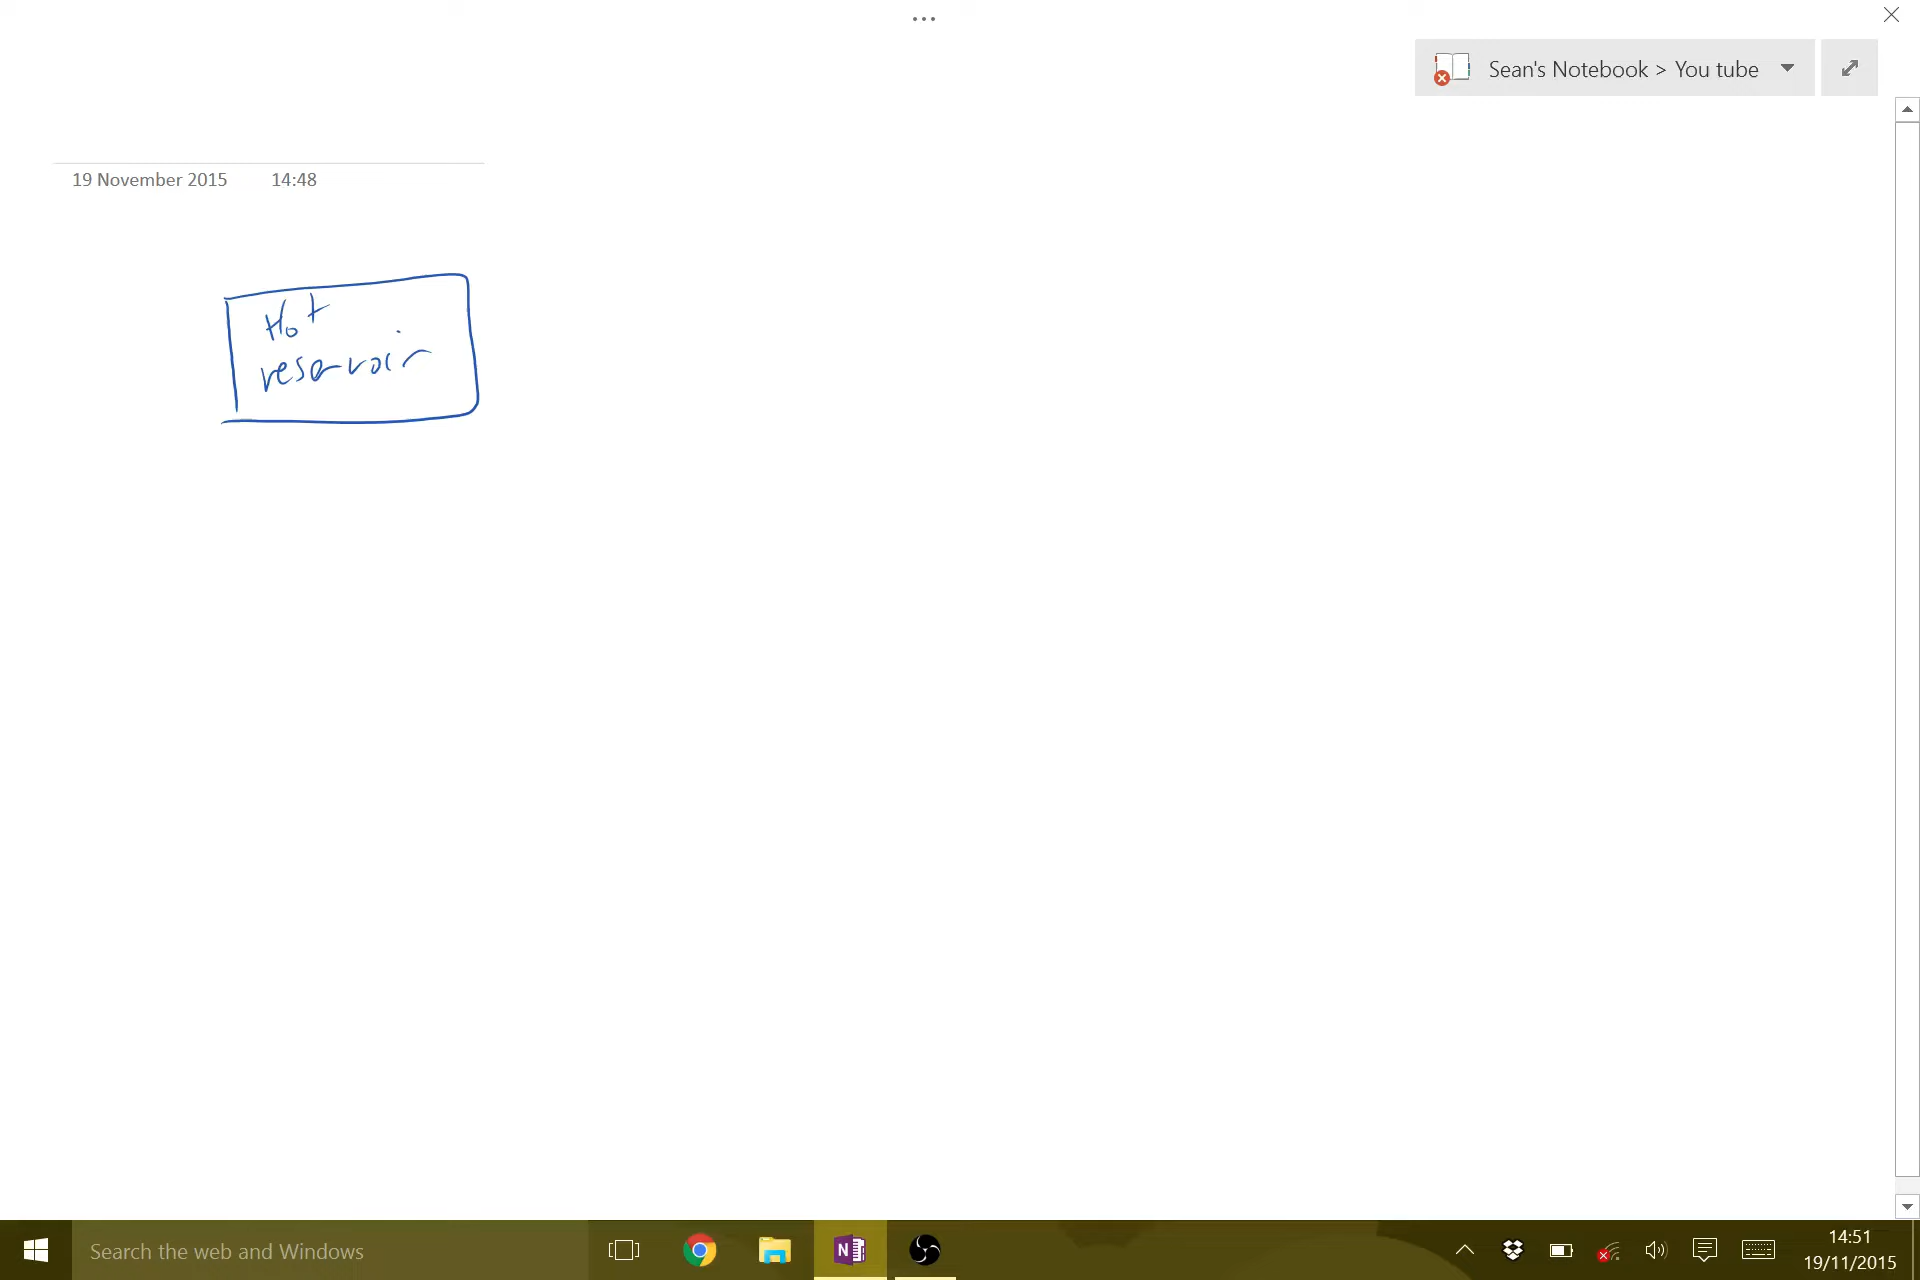 Sean's Notebook > You tube
19 November 2015 14:48
Hot
reservoir
Search the web and Windows
14:51
19/11/2015